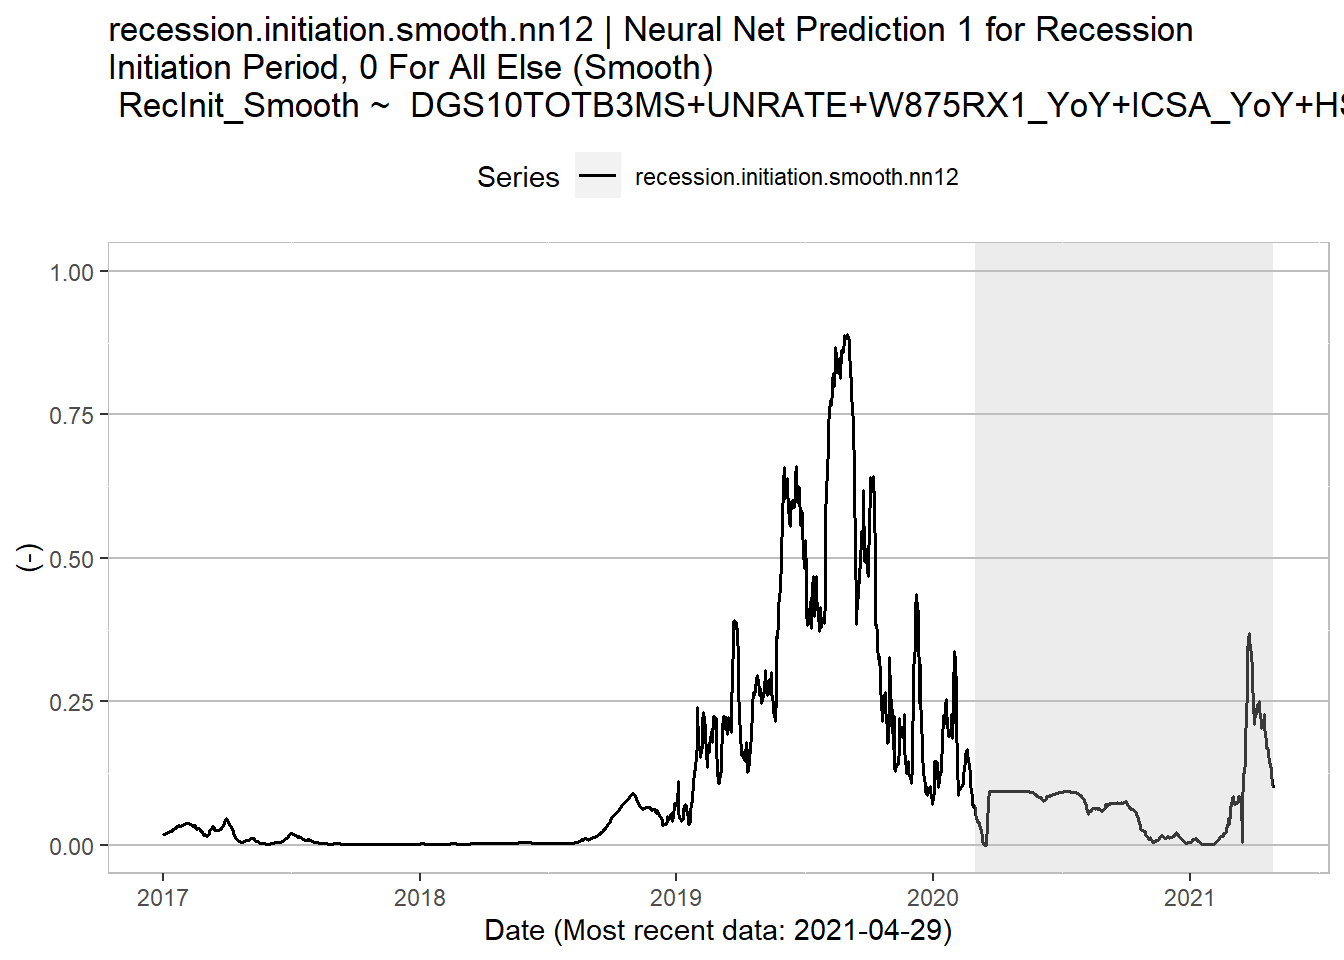 recession.initiation.smooth.nn12 | Neural Net Prediction 1 for Recession
Initiation Period, 0 For All Else (Smooth)
RecInit_Smooth ~ DGS10TOTB3MS+UNRATE+W875RX1_YoY+ICSA_YoY+HS
Series recession.initiation.smooth.nn12
1.00
0.75
0.50
0.25
0.00
(-)
2017 2018 2019 2020 2021
Date (Most recent data: 2021-04-29)